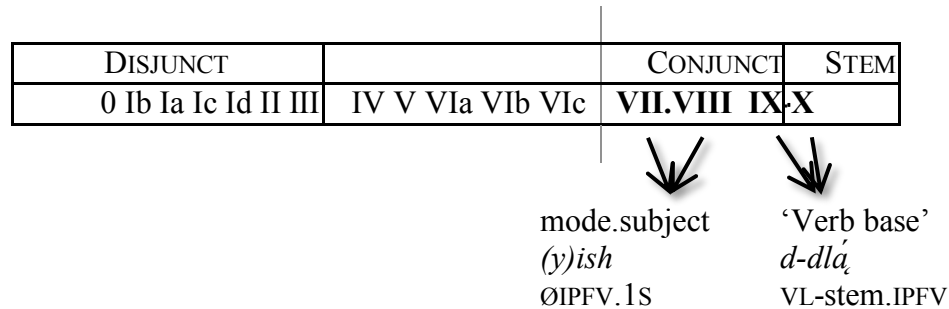 DISJUNCT CONJUNCT STEM
0 Ib Ia Ic Id II III IV V VIa VIb VIc VII.VIII IX-X
mode.subject ‘Verb base’
(y)ish d-dlą́
ØIPFV.1S VL-stem.IPFV